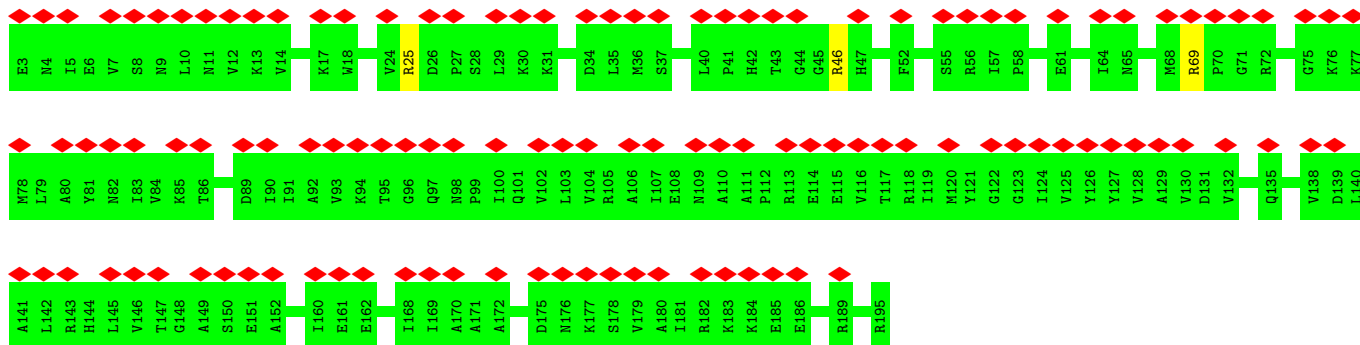 E3 N4 I5 E6 V7 S8 N9 L10 N11 V12 K13 V14 K17 W18 V24 R25 D26 P27 S28 L29 K30 K31 D34 L35 M36 S37 L40 P41 H42 T43 G44 G45 R46 H47 F52 S55 R56 I57 P58 E61 I64 N65 M68 R69 P70 G71 R72 G75 K76 K77
M78 L79 A80 Y81 N82 I83 V84 K85 T86 D89 I90 I91 A92 V93 K94 T95 G96 Q97 N98 P99 I100 Q101 V102 L103 V104 R105 A106 I107 E108 N109 A110 A111 P112 R113 E114 E115 V116 T117 R118 I119 M120 Y121 G122 G123 I124 V125 Y126 Y127 V128 A129 V130 D131 V132 Q135 V138 D139 L140
A141 L142 R143 H144 L145 V146 T147 G148 A149 S150 E151 A152 I160 E161 E162 I168 I169 A170 A171 A172 D175 N176 K177 S178 V179 A180 I181 R182 K183 K184 E185 E186 R189 R195